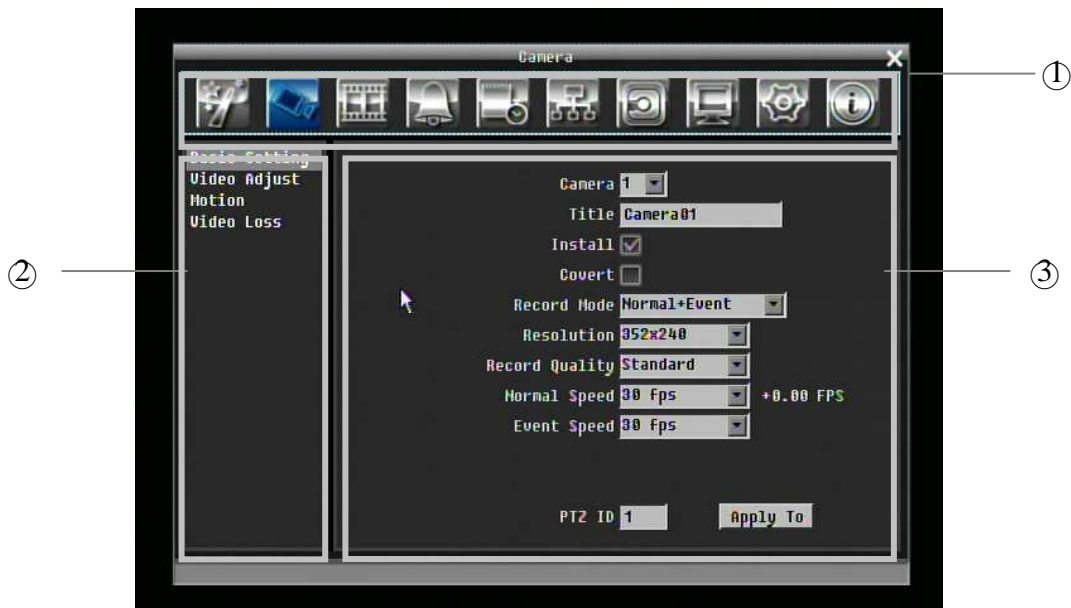 Camera
①
Basic Setting
Video Adjust
Motion
Video Loss
②
Camera 1
Title Camera01
Install
Covert
Record Mode Normal+Event
Resolution 352x240
Record Quality Standard
Normal Speed 30 fps +0.00 FPS
Event Speed 30 fps
PTZ ID 1 Apply To
③